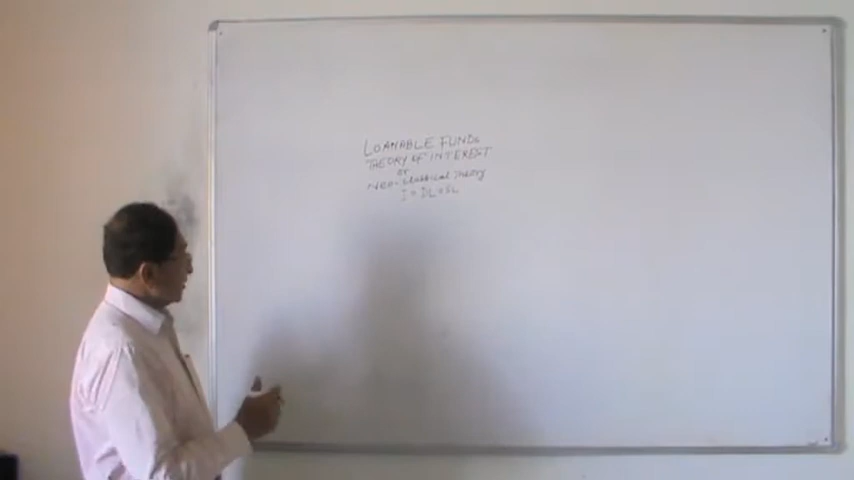 LOANABLE FUNDs
THEORY OF INTEREST
or
Neo-Classical Theory
I = DL=SL